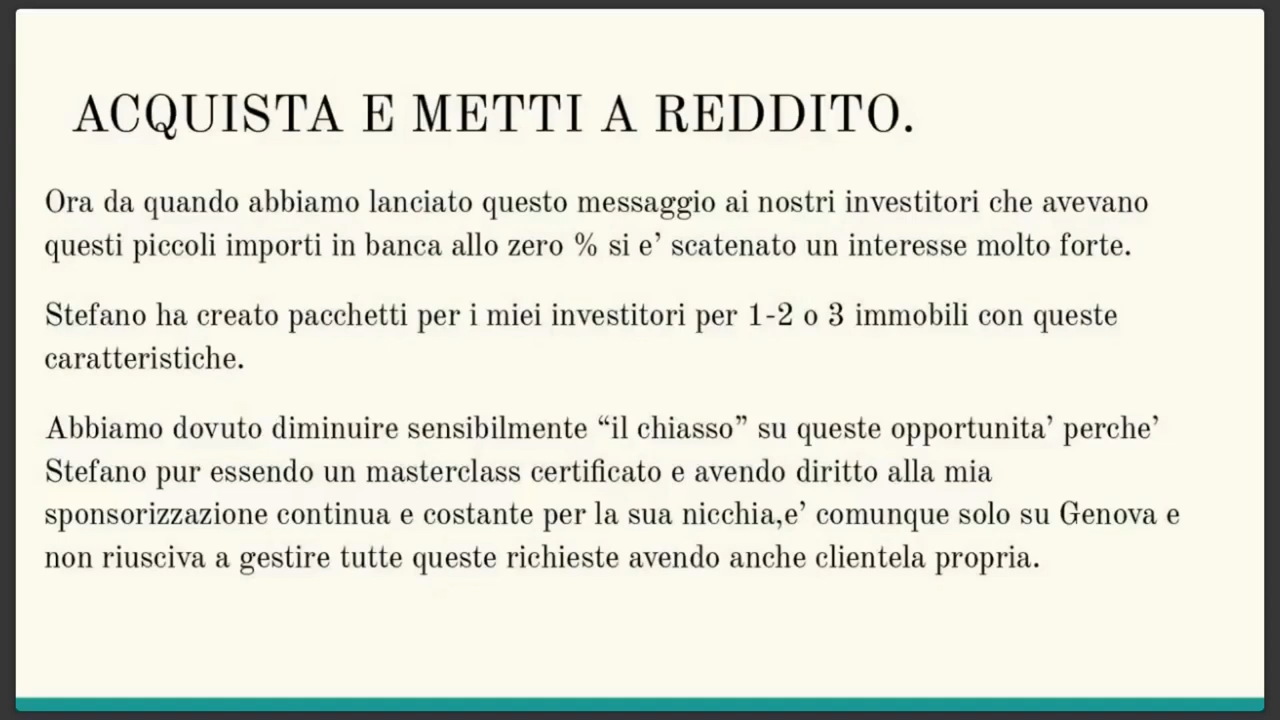 ACQUISTA E METTI A REDDITO.
Ora da quando abbiamo lanciato questo messaggio ai nostri investitori che avevano
questi piccoli importi in banca allo zero % si e’ scatenato un interesse molto forte.
Stefano ha creato pacchetti per i miei investitori per 1-2 o 3 immobili con queste
caratteristiche.
Abbiamo dovuto diminuire sensibilmente “il chiasso” su queste opportunita’ perche’
Stefano pur essendo un masterclass certificato e avendo diritto alla mia
sponsorizzazione continua e costante per la sua nicchia,e’ comunque solo su Genova e
non riusciva a gestire tutte queste richieste avendo anche clientela propria.